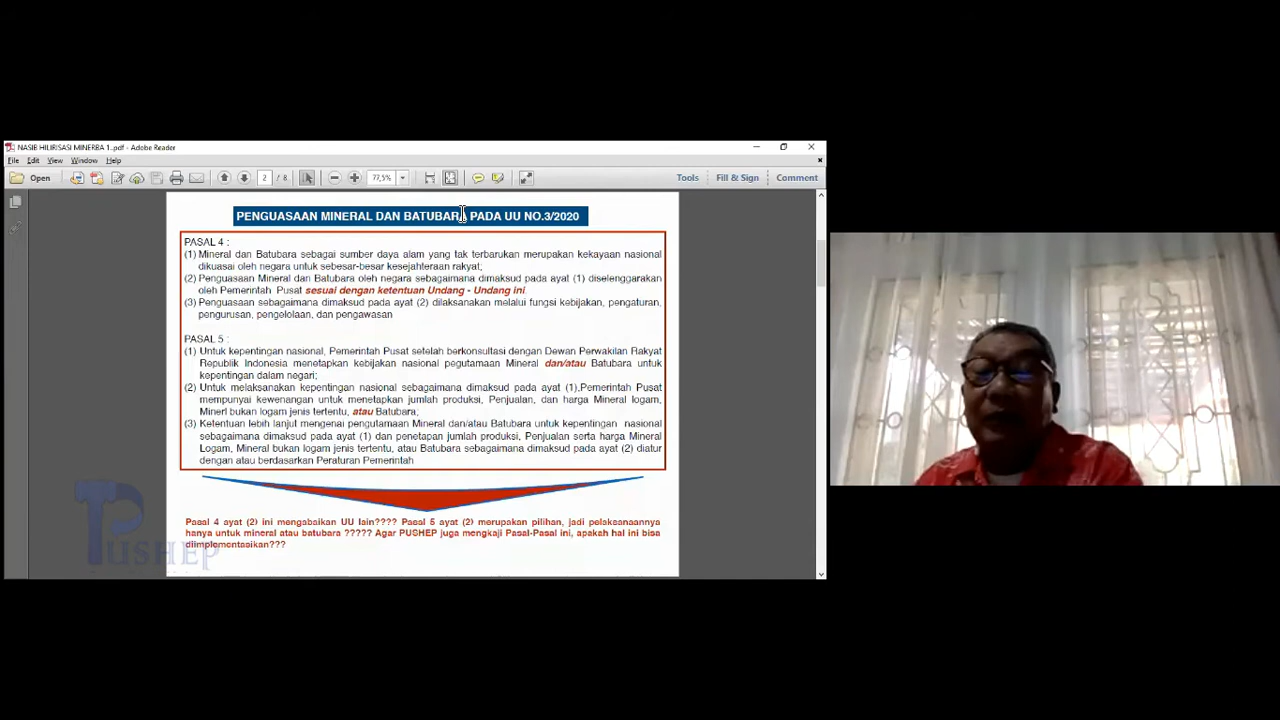 NASIB HILIRISASI MINERBA 1..pdf - Adobe Reader
File Edit View Window Help
Open 2 / 8 77,5% Tools Fill & Sign Comment
PENGUASAAN MINERAL DAN BATUBARA PADA UU NO.3/2020
PASAL 4 :
(1) Mineral dan Batubara sebagai sumber daya alam yang tak terbarukan merupakan kekayaan nasional
dikuasai oleh negara untuk sebesar-besar kesejahteraan rakyat;
(2) Penguasaan Mineral dan Batubara oleh negara sebagaimana dimaksud pada ayat (1) diselenggarakan
oleh Pemerintah Pusat sesuai dengan ketentuan Undang - Undang ini
(3) Penguasaan sebagaimana dimaksud pada ayat (2) dilaksanakan melalui fungsi kebijakan, pengaturan,
pengurusan, pengelolaan, dan pengawasan
PASAL 5 :
(1) Untuk kepentingan nasional, Pemerintah Pusat setelah berkonsultasi dengan Dewan Perwakilan Rakyat
Republik Indonesia menetapkan kebijakan nasional pegutamaan Mineral dan/atau Batubara untuk
kepentingan dalam negari;
(2) Untuk melaksanakan kepentingan nasional sebagaimana dimaksud pada ayat (1),Pemerintah Pusat
mempunyai kewenangan untuk menetapkan jumlah produksi, Penjualan, dan harga Mineral logam,
Minerl bukan logam jenis tertentu, atau Batubara;
(3) Ketentuan lebih lanjut mengenai pengutamaan Mineral dan/atau Batubara untuk kepentingan nasional
sebagaimana dimaksud pada ayat (1) dan penetapan jumlah produksi, Penjualan serta harga Mineral
Logam, Mineral bukan logam jenis tertentu, atau Batubara sebagaimana dimaksud pada ayat (2) diatur
dengan atau berdasarkan Peraturan Pemerintah
Pasal 4 ayat (2) ini mengabaikan UU lain???? Pasal 5 ayat (2) merupakan pilihan, jadi pelaksanaannya
hanya untuk mineral atau batubara ????? Agar PUSHEP juga mengkaji Pasal-Pasal ini, apakah hal ini bisa
diimplementasikan???
PUSHEP